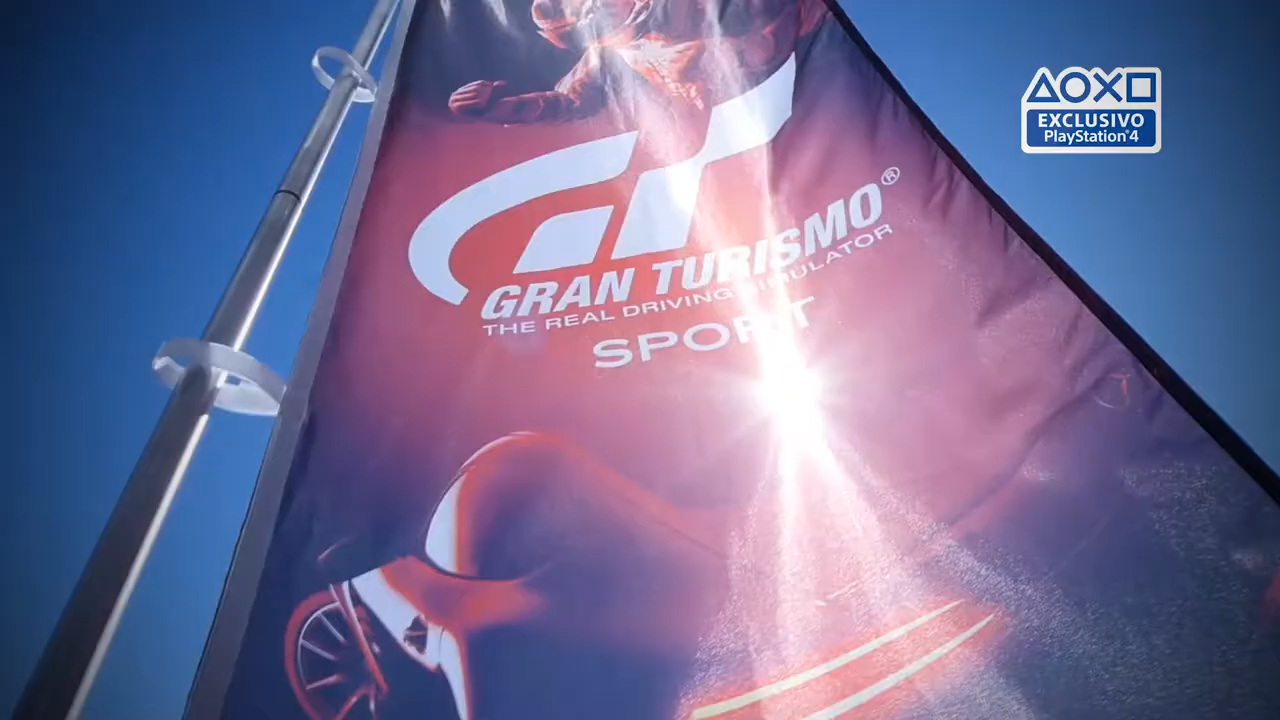 GRAN TURISMO®
THE REAL DRIVING SIMULATOR
SPORT
EXCLUSIVO
PlayStation®4